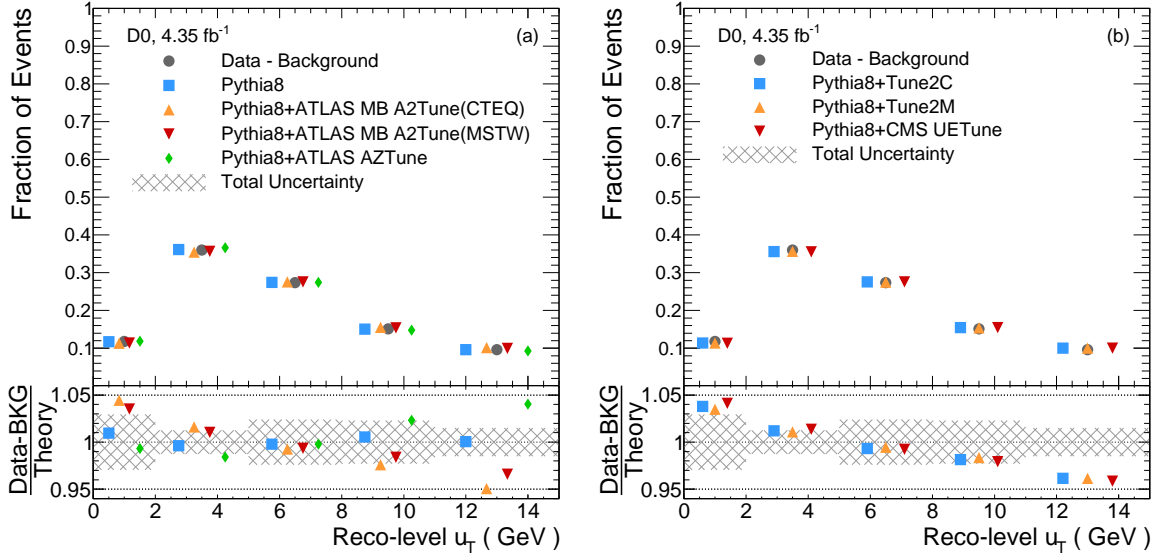 D0, 4.35 fb⁻¹
(a)
Data - Background
Pythia8
Pythia8+ATLAS MB A2Tune(CTEQ)
Pythia8+ATLAS MB A2Tune(MSTW)
Pythia8+ATLAS AZTune
Total Uncertainty
Fraction of Events
1
0.9
0.8
0.7
0.6
0.5
0.4
0.3
0.2
0.1
Data-BKG
Theory
1.05
1
0.95
0 2 4 6 8 10 12 14
Reco-level u_T ( GeV )
D0, 4.35 fb⁻¹
(b)
Data - Background
Pythia8+Tune2C
Pythia8+Tune2M
Pythia8+CMS UETune
Total Uncertainty
Fraction of Events
1
0.9
0.8
0.7
0.6
0.5
0.4
0.3
0.2
0.1
Data-BKG
Theory
1.05
1
0.95
0 2 4 6 8 10 12 14
Reco-level u_T ( GeV )